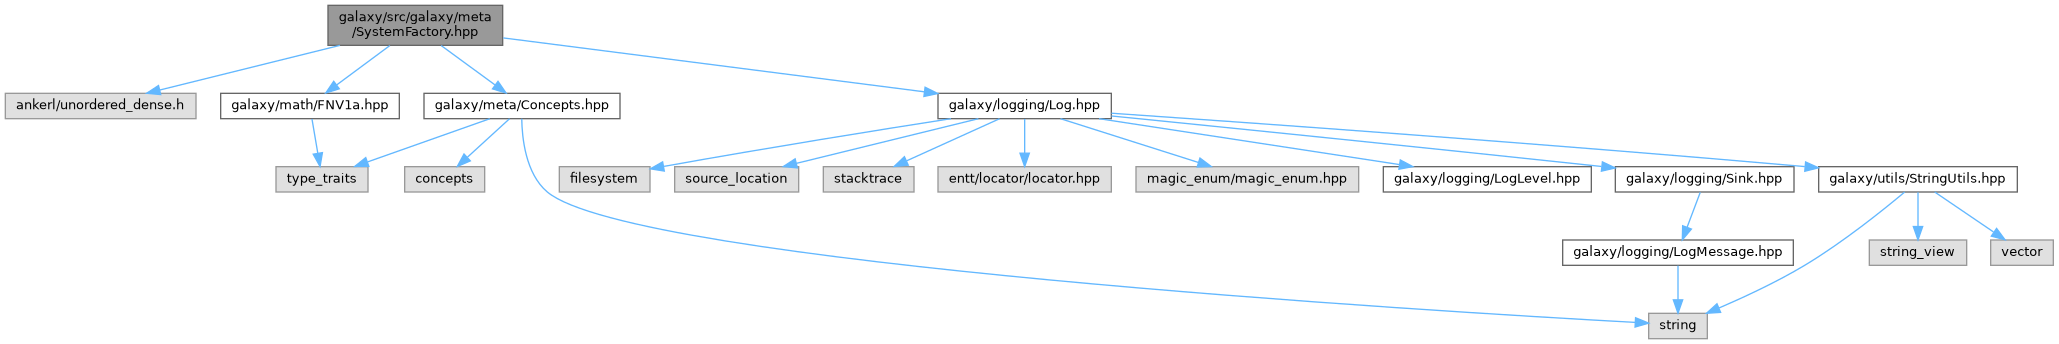 galaxy/src/galaxy/meta
/SystemFactory.hpp
ankerl/unordered_dense.h
galaxy/math/FNV1a.hpp
galaxy/meta/Concepts.hpp
galaxy/logging/Log.hpp
type_traits
concepts
filesystem
source_location
stacktrace
entt/locator/locator.hpp
magic_enum/magic_enum.hpp
galaxy/logging/LogLevel.hpp
galaxy/logging/Sink.hpp
galaxy/utils/StringUtils.hpp
galaxy/logging/LogMessage.hpp
string_view
vector
string